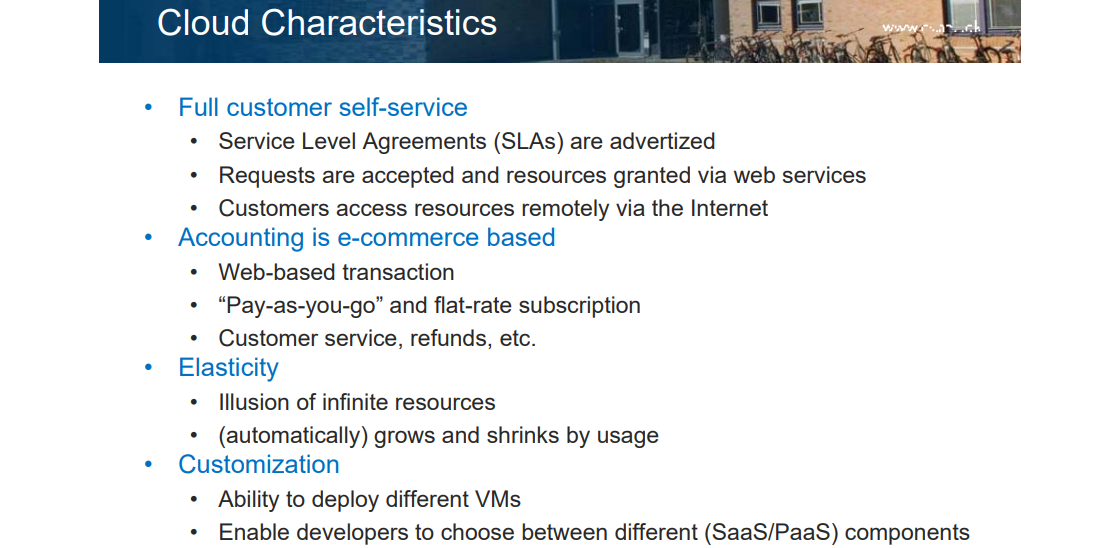 Cloud Characteristics
• Full customer self-service
• Service Level Agreements (SLAs) are advertized
• Requests are accepted and resources granted via web services
• Customers access resources remotely via the Internet
• Accounting is e-commerce based
• Web-based transaction
• “Pay-as-you-go” and flat-rate subscription
• Customer service, refunds, etc.
• Elasticity
• Illusion of infinite resources
• (automatically) grows and shrinks by usage
• Customization
• Ability to deploy different VMs
• Enable developers to choose between different (SaaS/PaaS) components